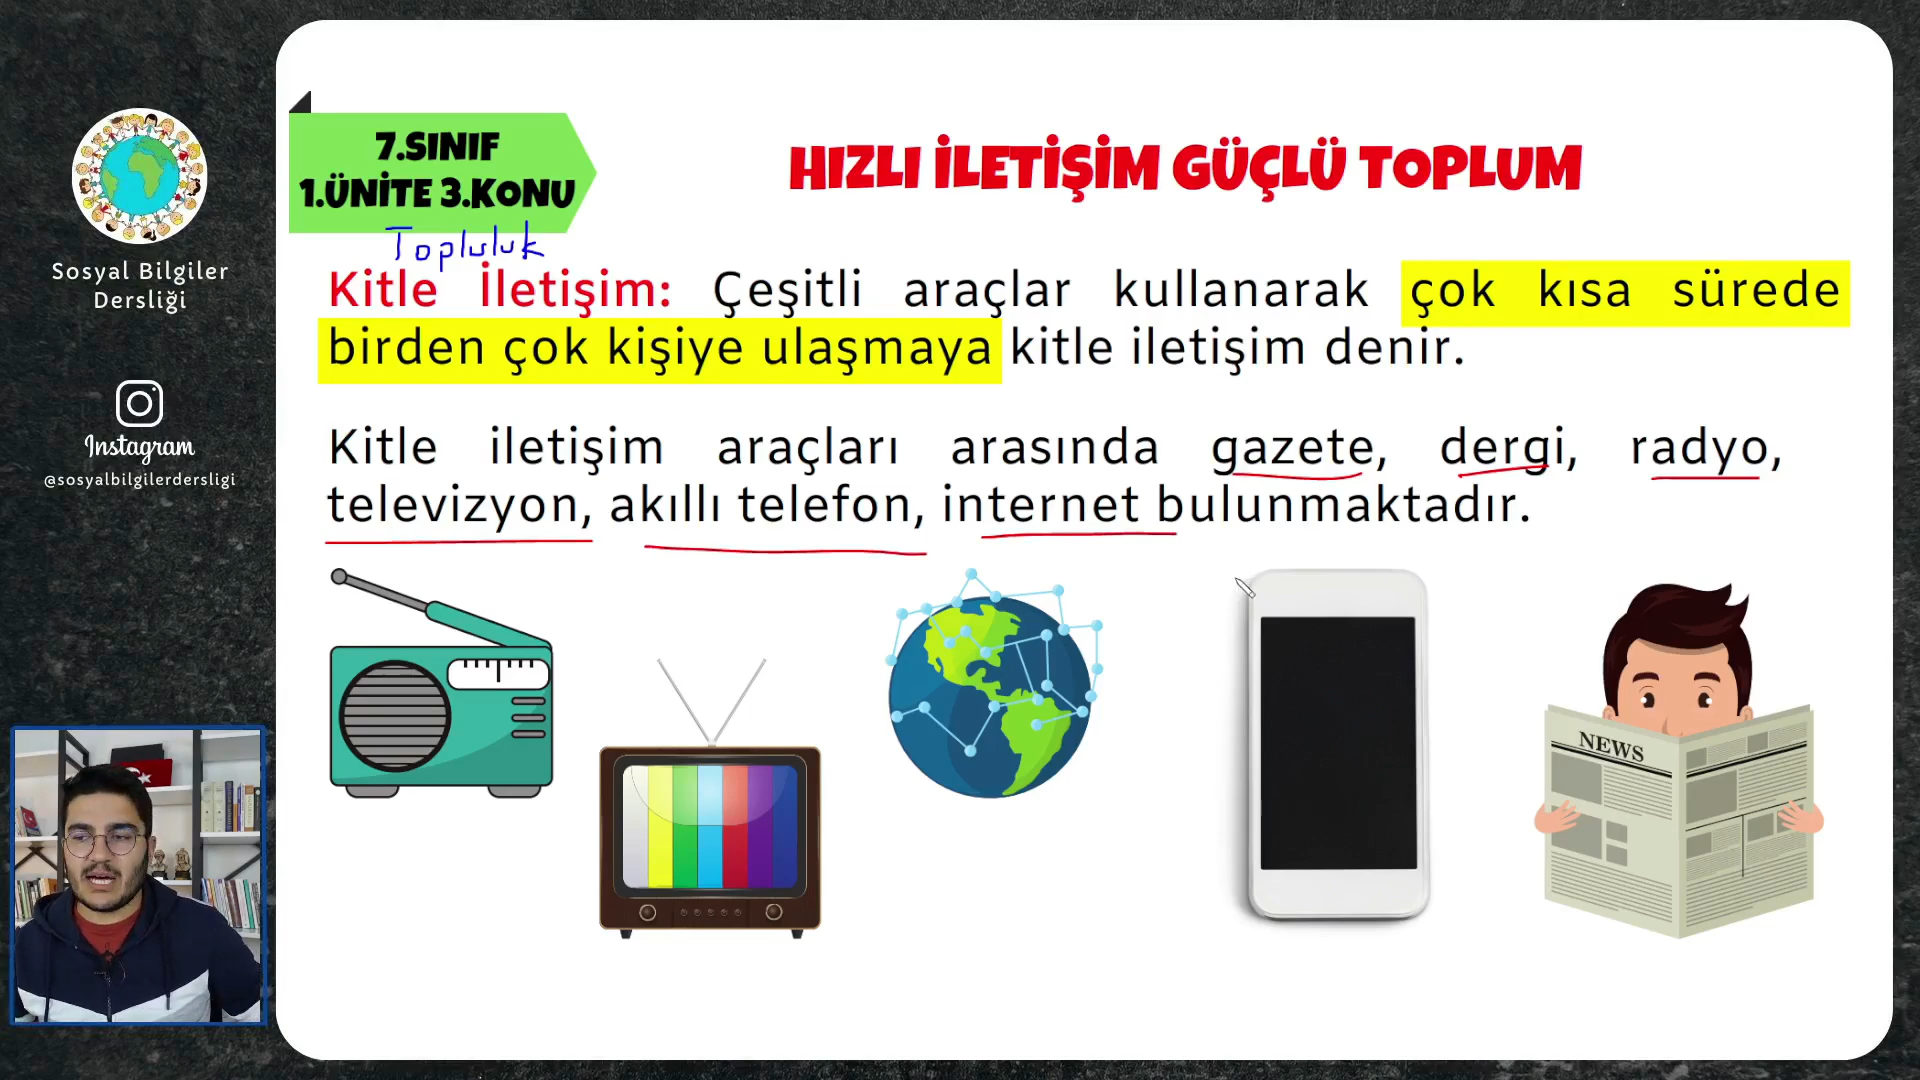 7.SINIF
1.ÜNİTE 3.KONU
HIZLI İLETİŞİM GÜÇLÜ TOPLUM
Topluluk
Kitle İletişim: Çeşitli araçlar kullanarak çok kısa sürede
birden çok kişiye ulaşmaya kitle iletişim denir.
Kitle iletişim araçları arasında gazete, dergi, radyo,
televizyon, akıllı telefon, internet bulunmaktadır.
NEWS
Sosyal Bilgiler
Dersliği
Instagram
@sosyalbilgilerdersligi